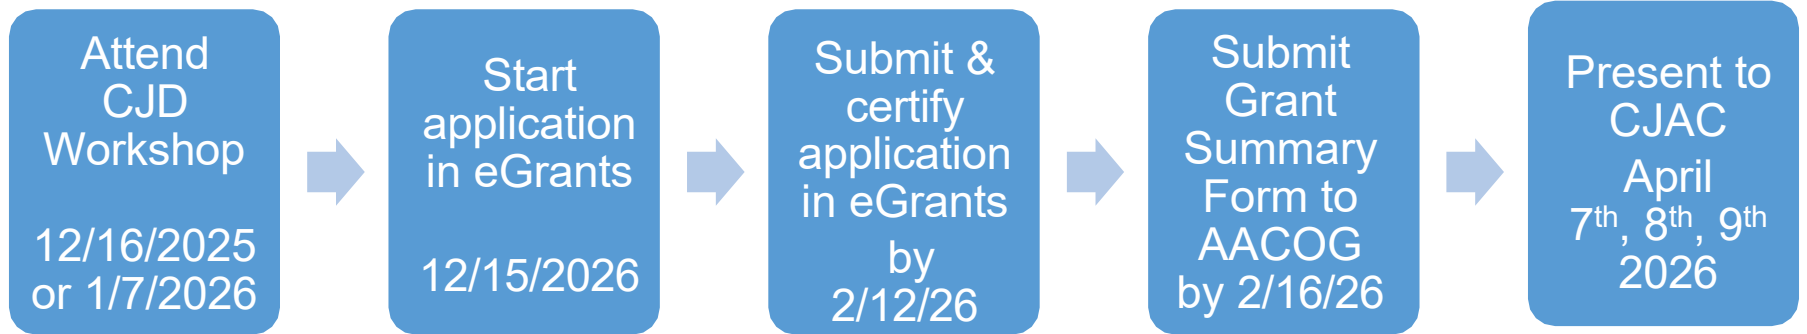 Attend
CJD
Workshop
12/16/2025
or 1/7/2026
Start
application
in eGrants
12/15/2026
Submit &
certify
application
in eGrants
by
2/12/26
Submit
Grant
Summary
Form to
AACOG
by 2/16/26
Present to
CJAC
April
7th, 8th, 9th
2026